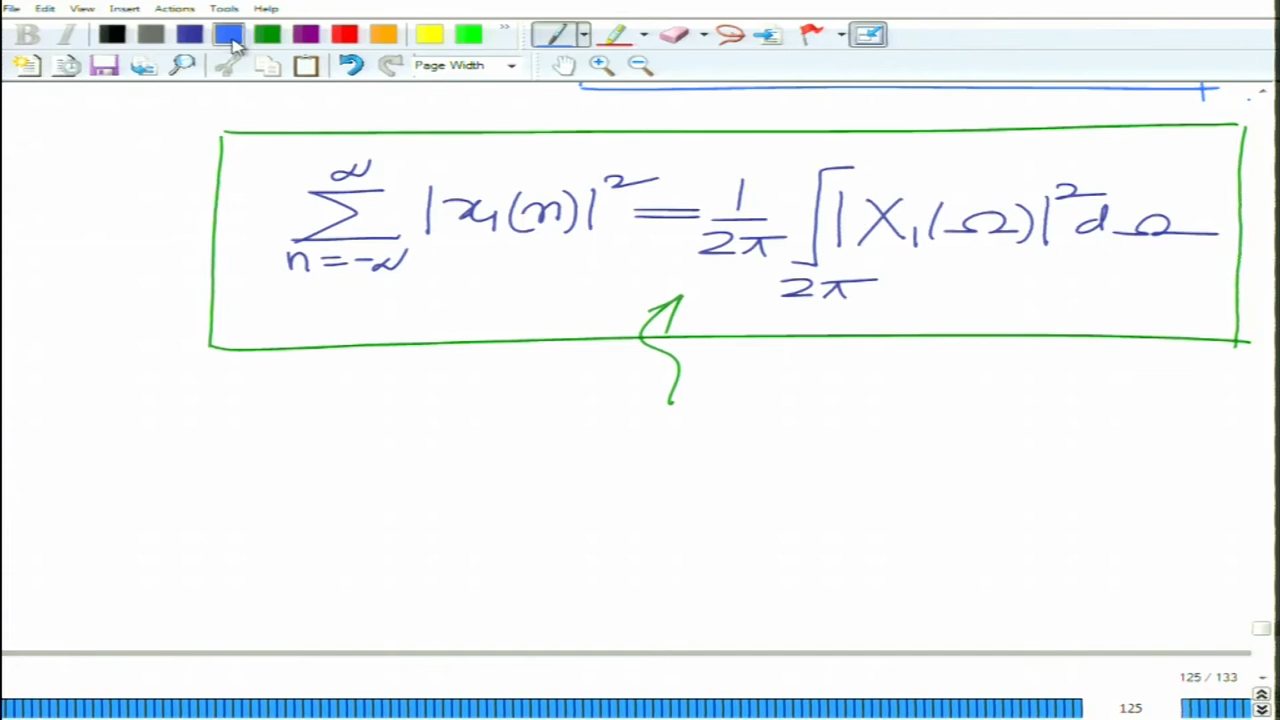 File Edit View Insert Actions Tools Help
B I
Page Width
∑_{n=-∞}^{∞} |x₁(n)|² = 1/2π ∫_{2π} |X₁(Ω)|² dΩ
125 / 133
125